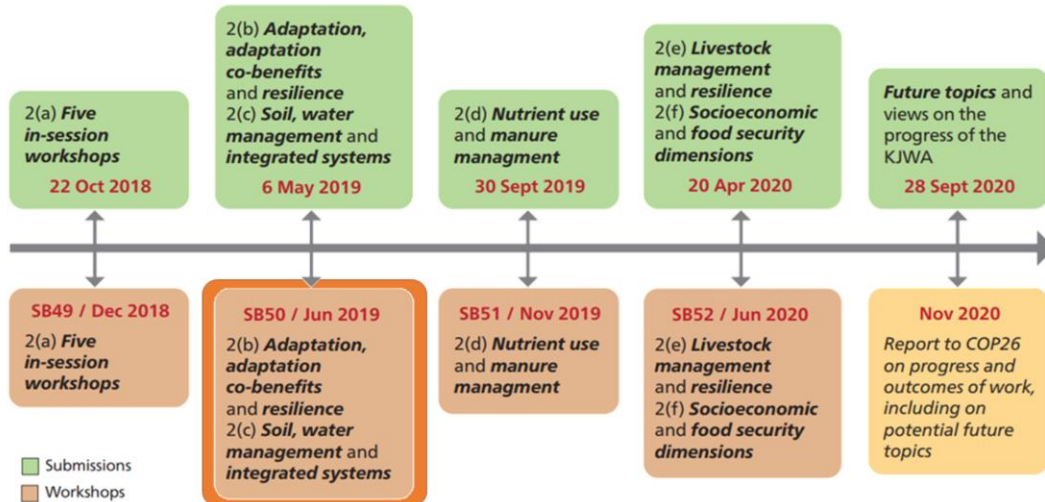 2(a) Five
in-session
workshops
22 Oct 2018
2(b) Adaptation,
adaptation
co-benefits
and resilience
2(c) Soil, water
management and
integrated systems
6 May 2019
2(d) Nutrient use
and manure
managment
30 Sept 2019
2(e) Livestock
management
and resilience
2(f) Socioeconomic
and food security
dimensions
20 Apr 2020
Future topics and
views on the
progress of the
KJWA
28 Sept 2020
SB49 / Dec 2018
2(a) Five
in-session
workshops
SB50 / Jun 2019
2(b) Adaptation,
adaptation
co-benefits
and resilience
2(c) Soil, water
management and
integrated systems
SB51 / Nov 2019
2(d) Nutrient use
and manure
managment
SB52 / Jun 2020
2(e) Livestock
management
and resilience
2(f) Socioeconomic
and food security
dimensions
Nov 2020
Report to COP26
on progress and
outcomes of work,
including on
potential future
topics
Submissions
Workshops